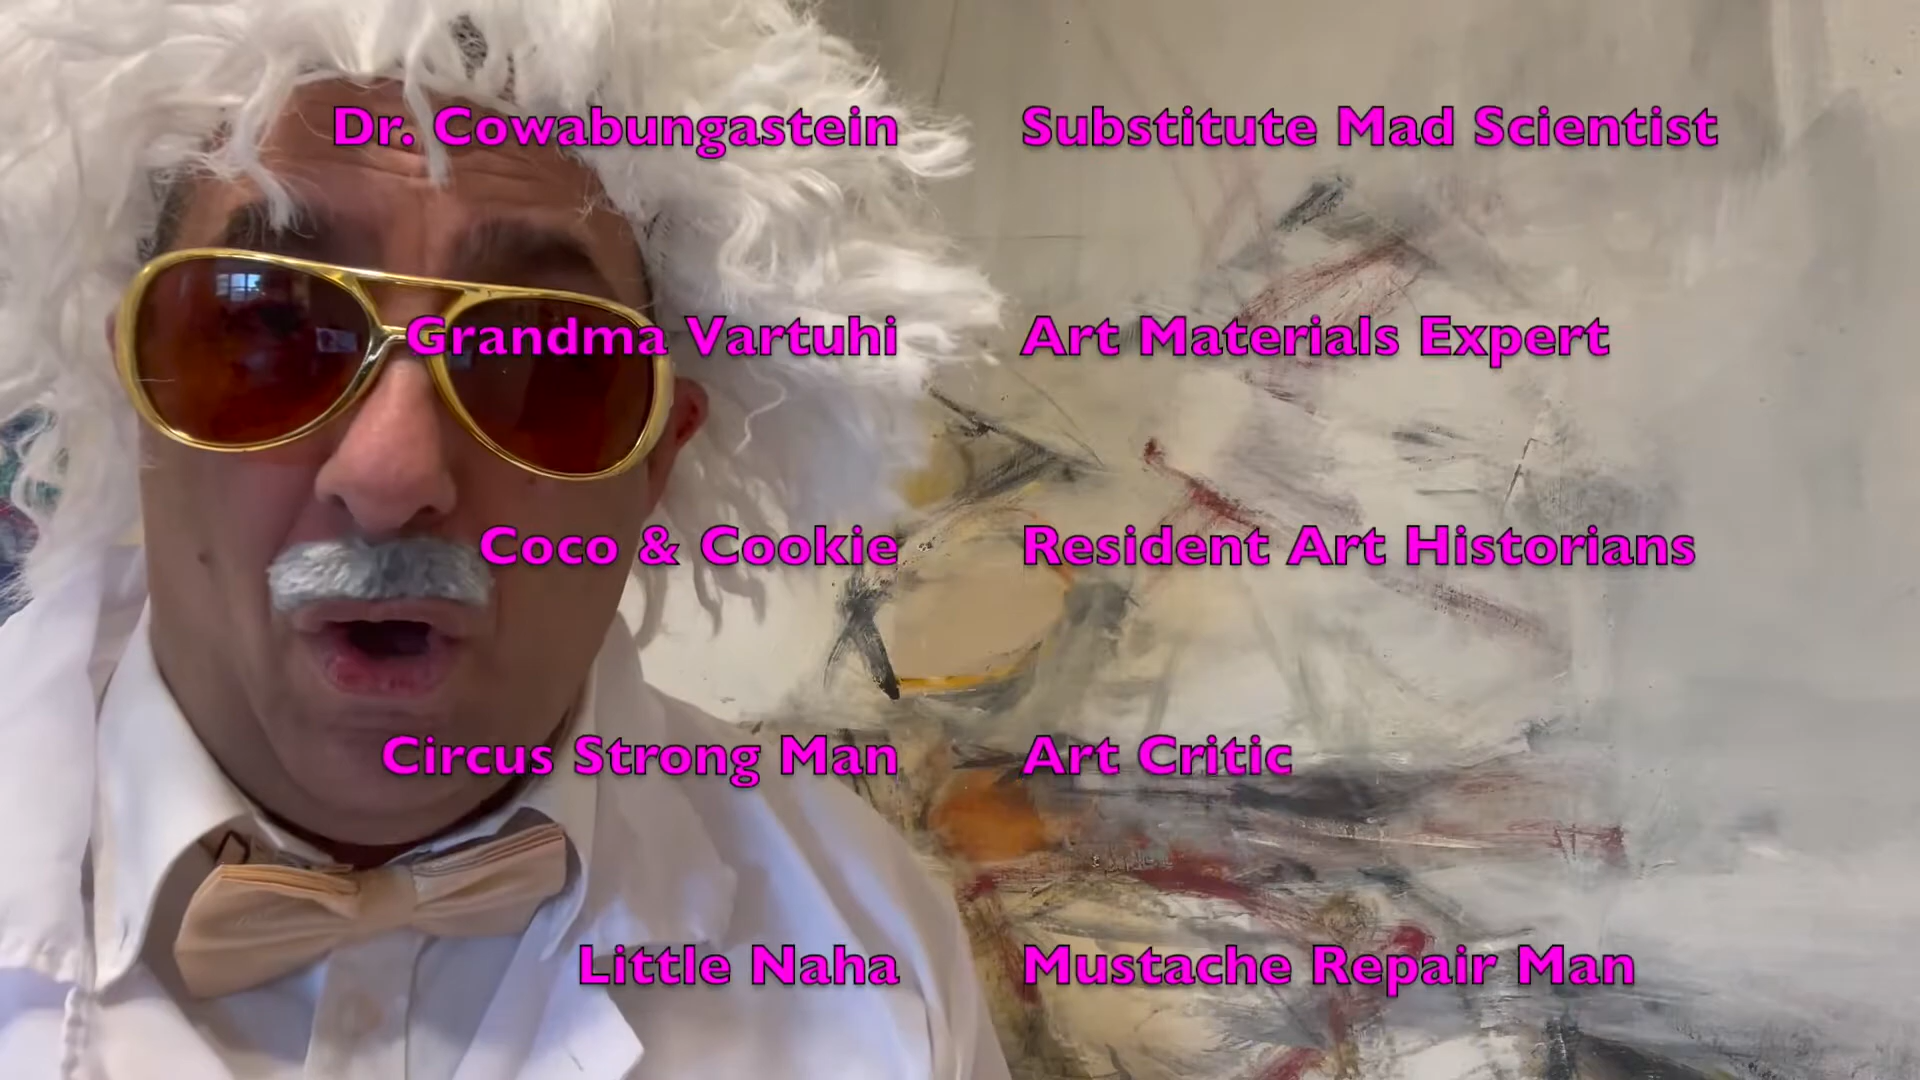 Dr. Cowabungastein Substitute Mad Scientist
Grandma Vartuhi Art Materials Expert
Coco & Cookie Resident Art Historians
Circus Strong Man Art Critic
Little Naha Mustache Repair Man